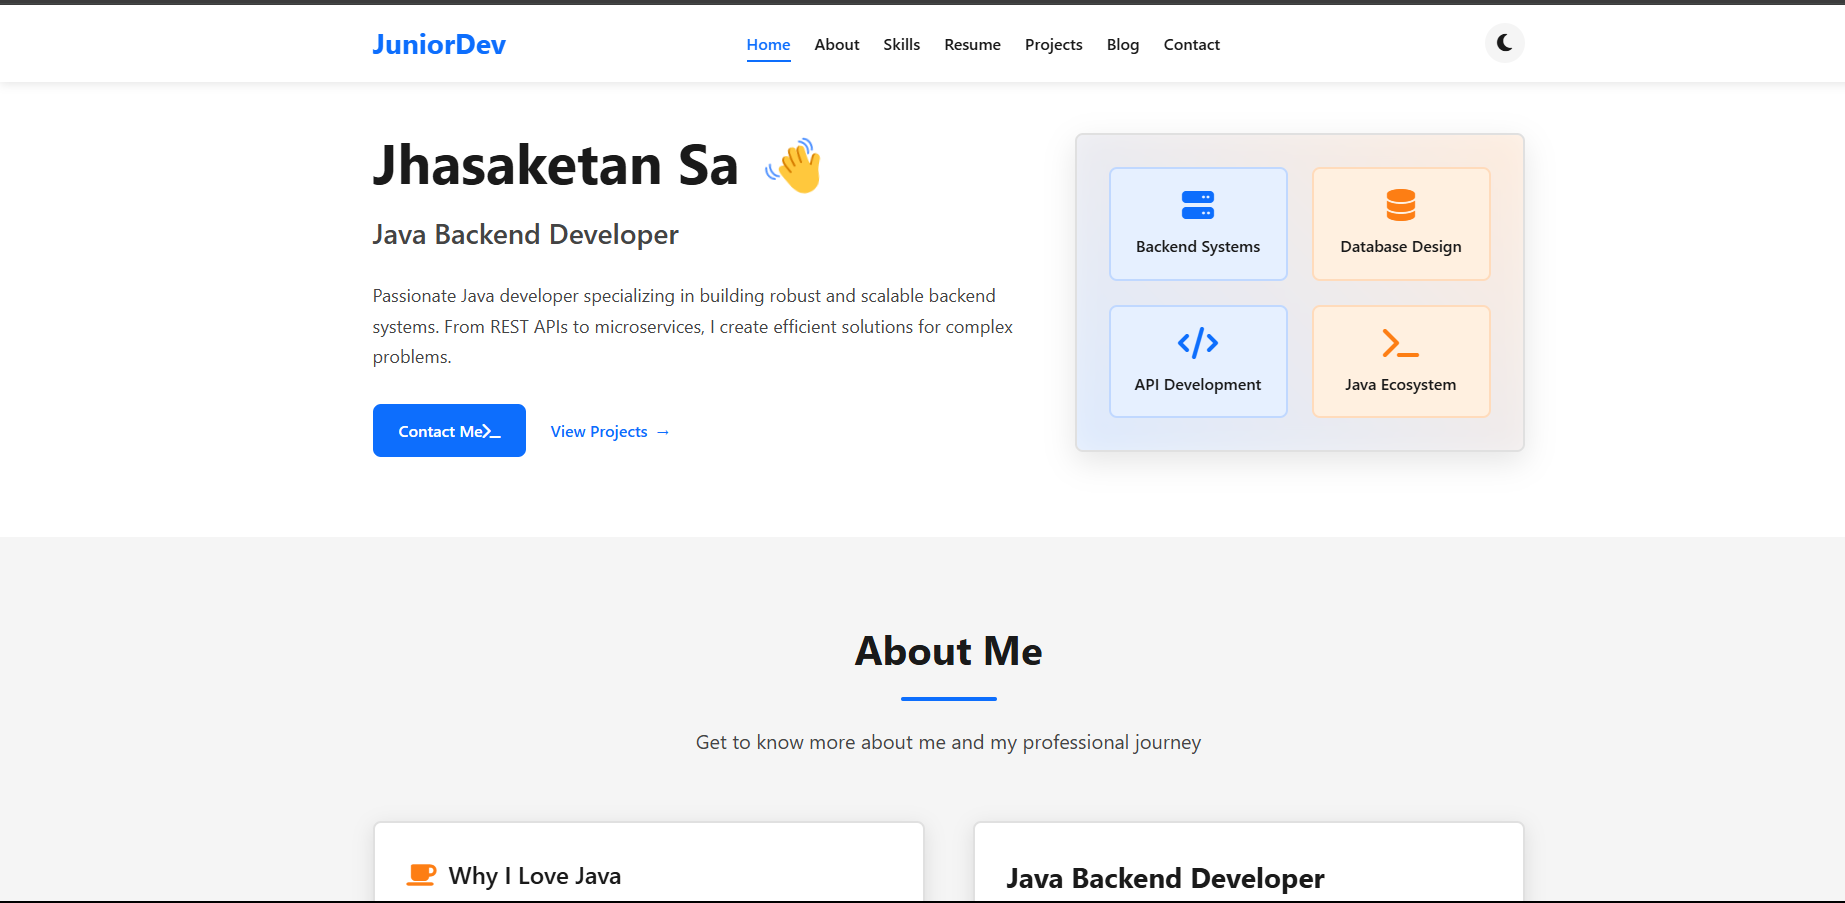 JuniorDev
Home About Skills Resume Projects Blog Contact
Jhasaketan Sa
Java Backend Developer
Passionate Java developer specializing in building robust and scalable backend
systems. From REST APIs to microservices, I create efficient solutions for complex
problems.
Contact Me
View Projects →
Backend Systems
Database Design
API Development
Java Ecosystem
About Me
Get to know more about me and my professional journey
Why I Love Java
Java Backend Developer